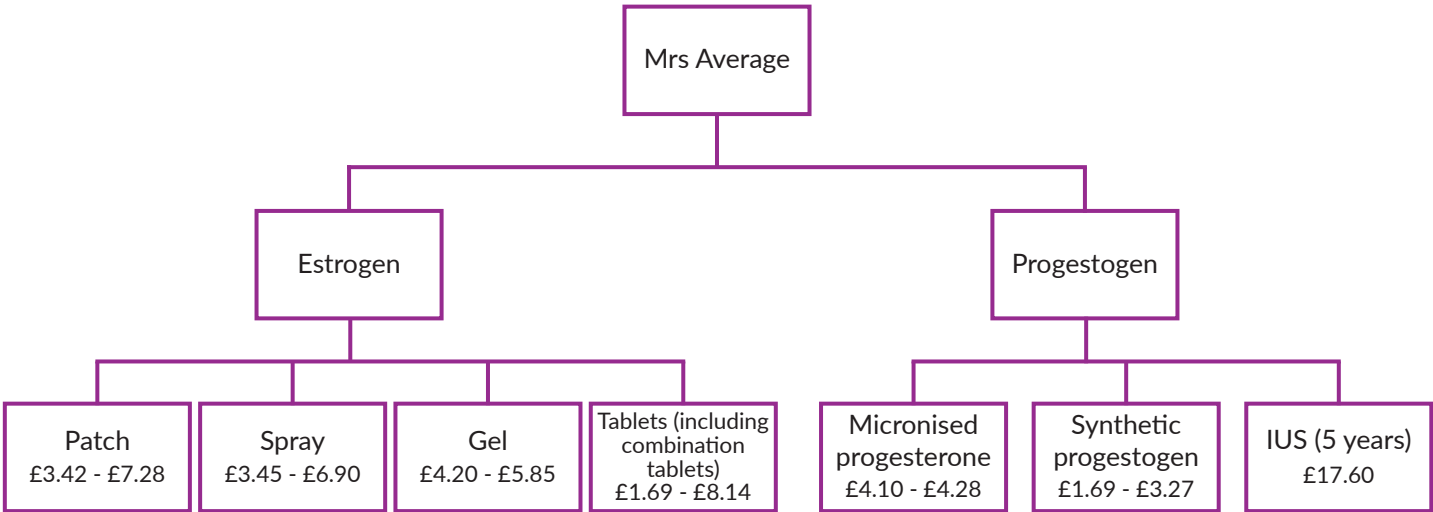 Mrs Average
Estrogen
Progestogen
Patch
£3.42 - £7.28
Spray
£3.45 - £6.90
Gel
£4.20 - £5.85
Tablets (including
combination
tablets)
£1.69 - £8.14
Micronised
progesterone
£4.10 - £4.28
Synthetic
progestogen
£1.69 - £3.27
IUS (5 years)
£17.60